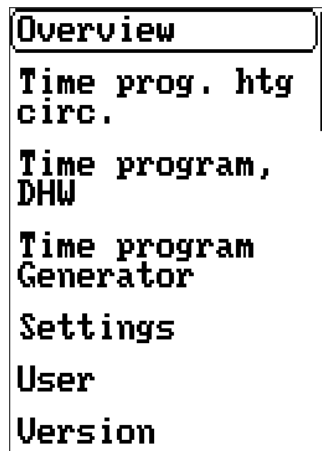 Overview
Time prog. htg
circ.
Time program,
DHW
Time program
Generator
Settings
User
Version